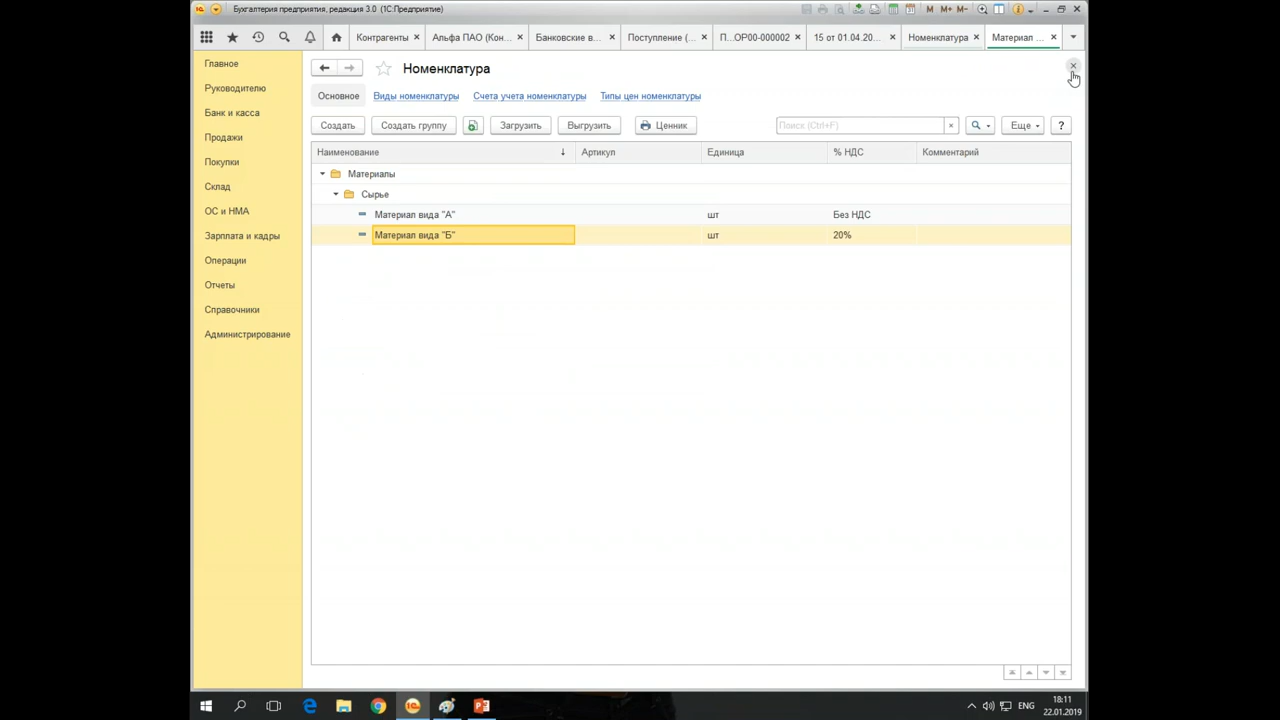 Бухгалтерия предприятия, редакция 3.0 (1С:Предприятие)
M M+ M-
Контрагенты
Альфа ПАО (Кон...
Банковские в...
Поступление (...
П...ОР00-000002
15 от 01.04.20...
Номенклатура
Материал ...
Главное
Руководителю
Банк и касса
Продажи
Покупки
Склад
ОС и НМА
Зарплата и кадры
Операции
Отчеты
Справочники
Администрирование
Номенклатура
Основное Виды номенклатуры Счета учета номенклатуры Типы цен номенклатуры
Создать Создать группу Загрузить Выгрузить Ценник Поиск (Ctrl+F) × Еще ?
Наименование ↓ Артикул Единица % НДС Комментарий
Материалы
Сырье
Материал вида "А" шт Без НДС
Материал вида "Б" шт 20%
ENG
18:11
22.01.2019